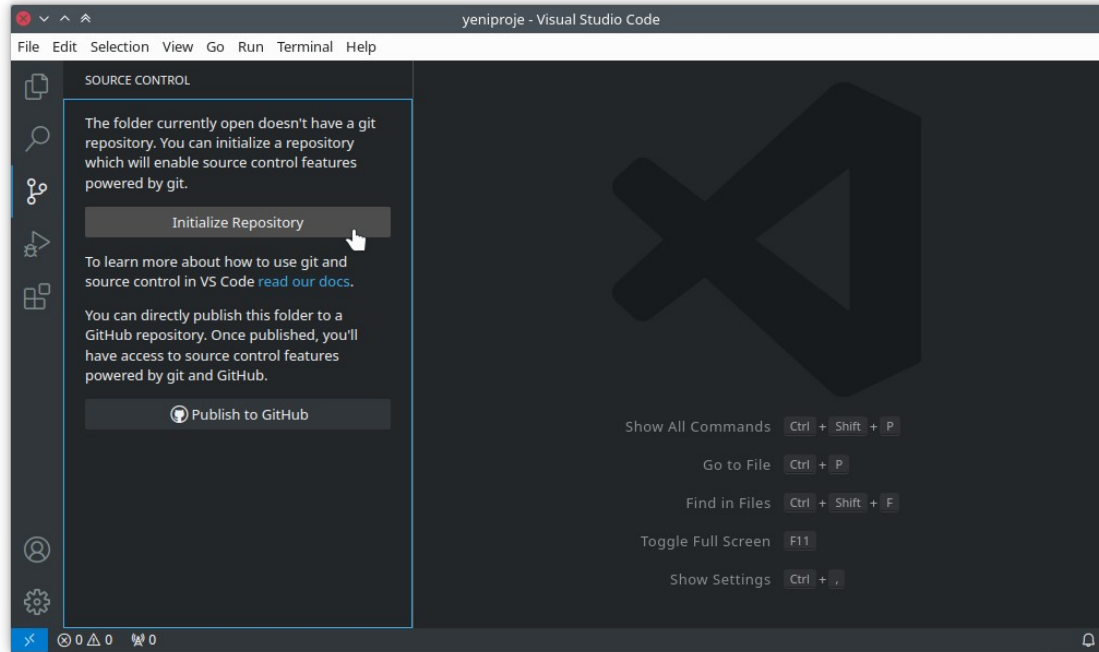 yeniproje - Visual Studio Code
File Edit Selection View Go Run Terminal Help
SOURCE CONTROL
The folder currently open doesn't have a git
repository. You can initialize a repository
which will enable source control features
powered by git.
Initialize Repository
To learn more about how to use git and
source control in VS Code read our docs.
You can directly publish this folder to a
GitHub repository. Once published, you'll
have access to source control features
powered by git and GitHub.
Publish to GitHub
Show All Commands Ctrl + Shift + P
Go to File Ctrl + P
Find in Files Ctrl + Shift + F
Toggle Full Screen F11
Show Settings Ctrl + ,
0 0 0